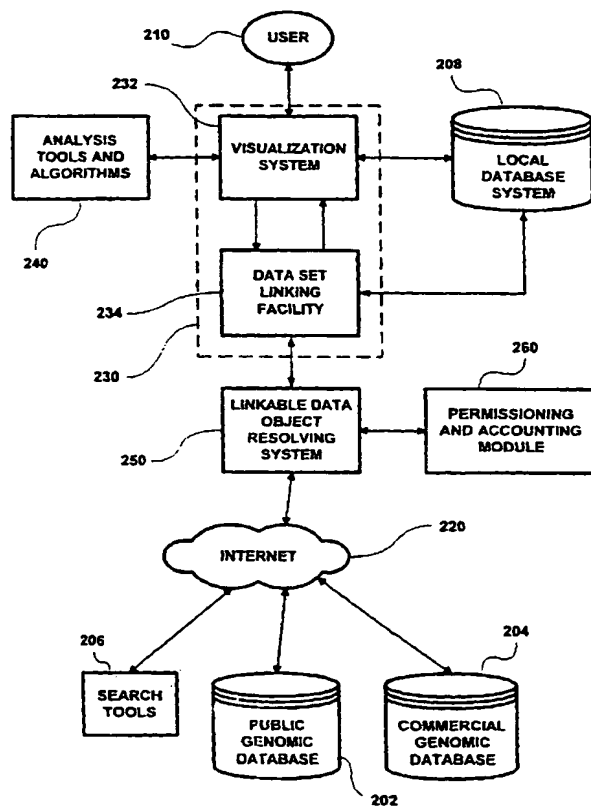 210
USER
232
208
ANALYSIS
TOOLS AND
ALGORITHMS
VISUALIZATION
SYSTEM
LOCAL
DATABASE
SYSTEM
240
234
DATA SET
LINKING
FACILITY
230
260
LINKABLE DATA
OBJECT
RESOLVING
SYSTEM
250
PERMISSIONING
AND ACCOUNTING
MODULE
INTERNET
220
206
204
SEARCH
TOOLS
PUBLIC
GENOMIC
DATABASE
COMMERCIAL
GENOMIC
DATABASE
202